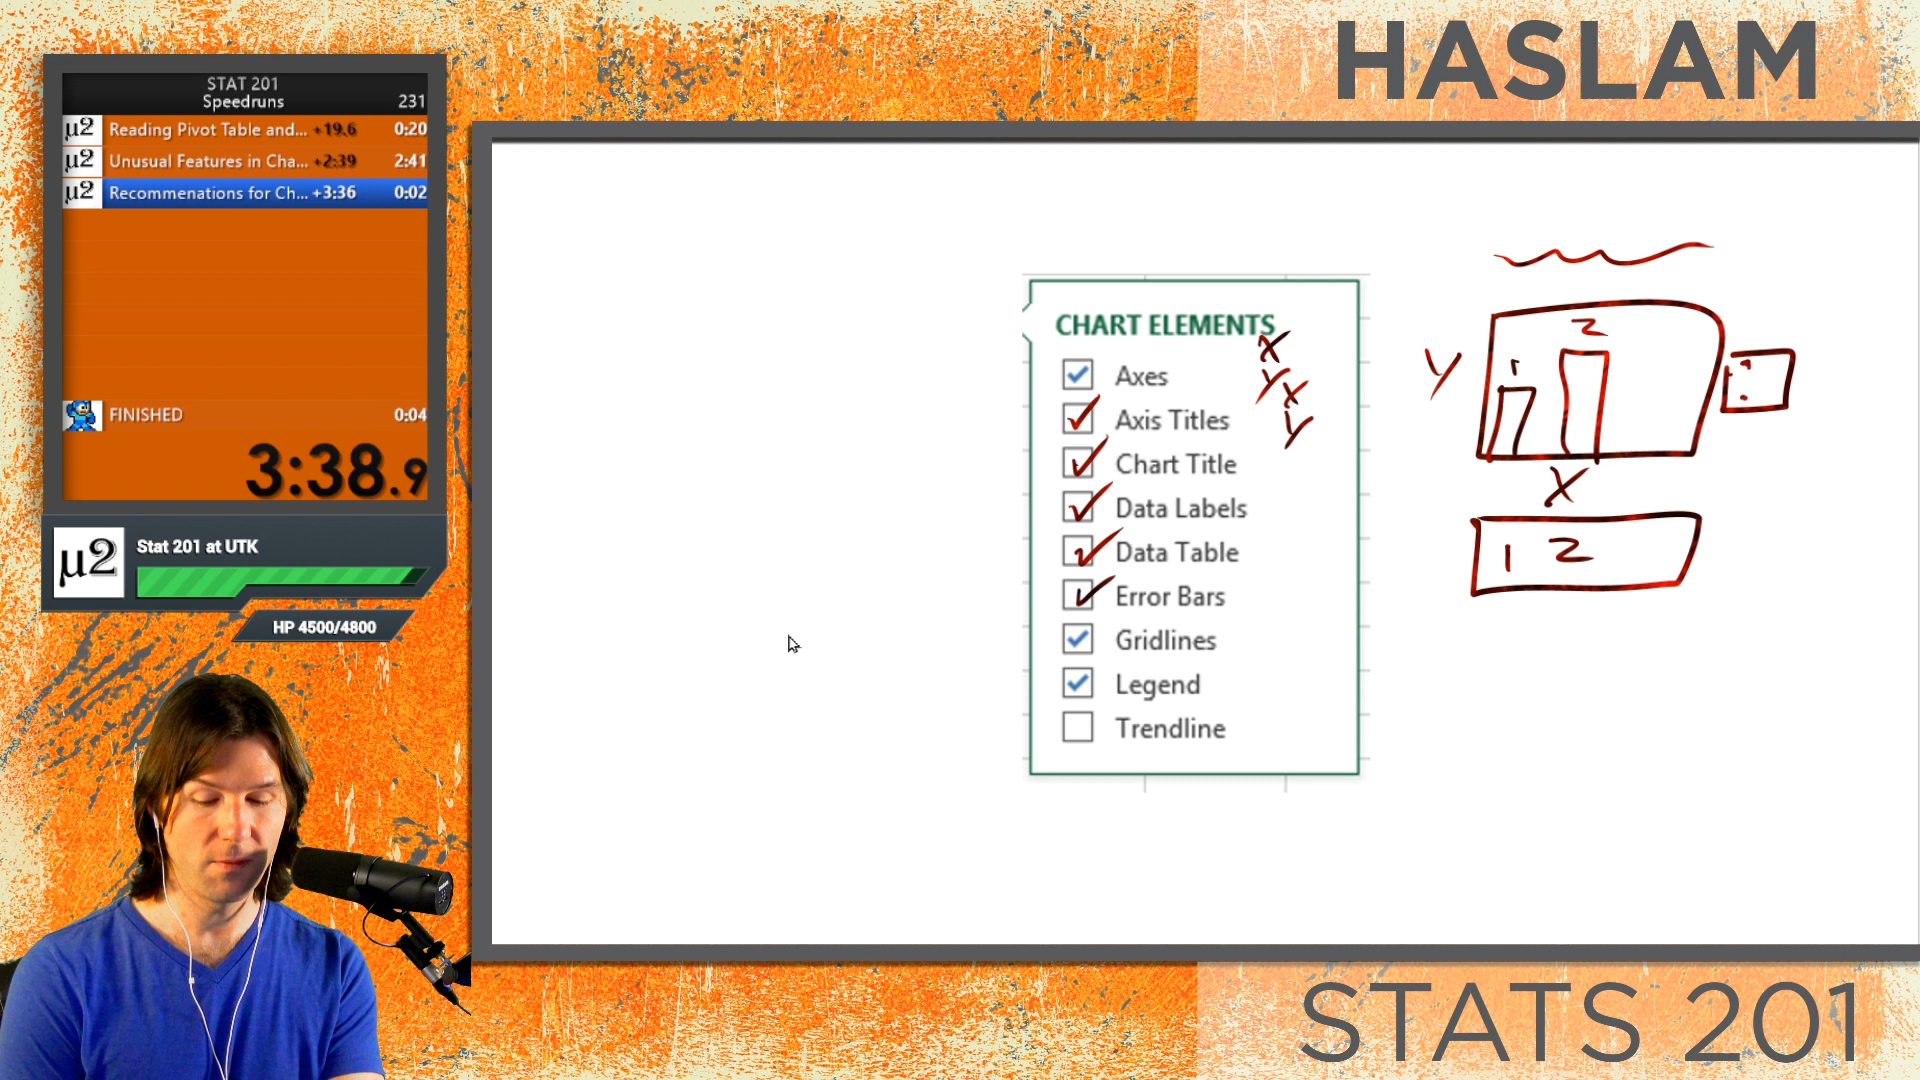 HASLAM
STAT 201
Speedruns 231
μ2 Reading Pivot Table and... +19.6 0:20
μ2 Unusual Features in Cha... +2:39 2:41
μ2 Recommenations for Ch... +3:36 0:02
FINISHED 0:04
3:38.9
μ2 Stat 201 at UTK
HP 4500/4800
CHART ELEMENTS
Axes
Axis Titles
Chart Title
Data Labels
Data Table
Error Bars
Gridlines
Legend
Trendline
X
Y X
Y
2
Y 1
X
1 2
STATS 201